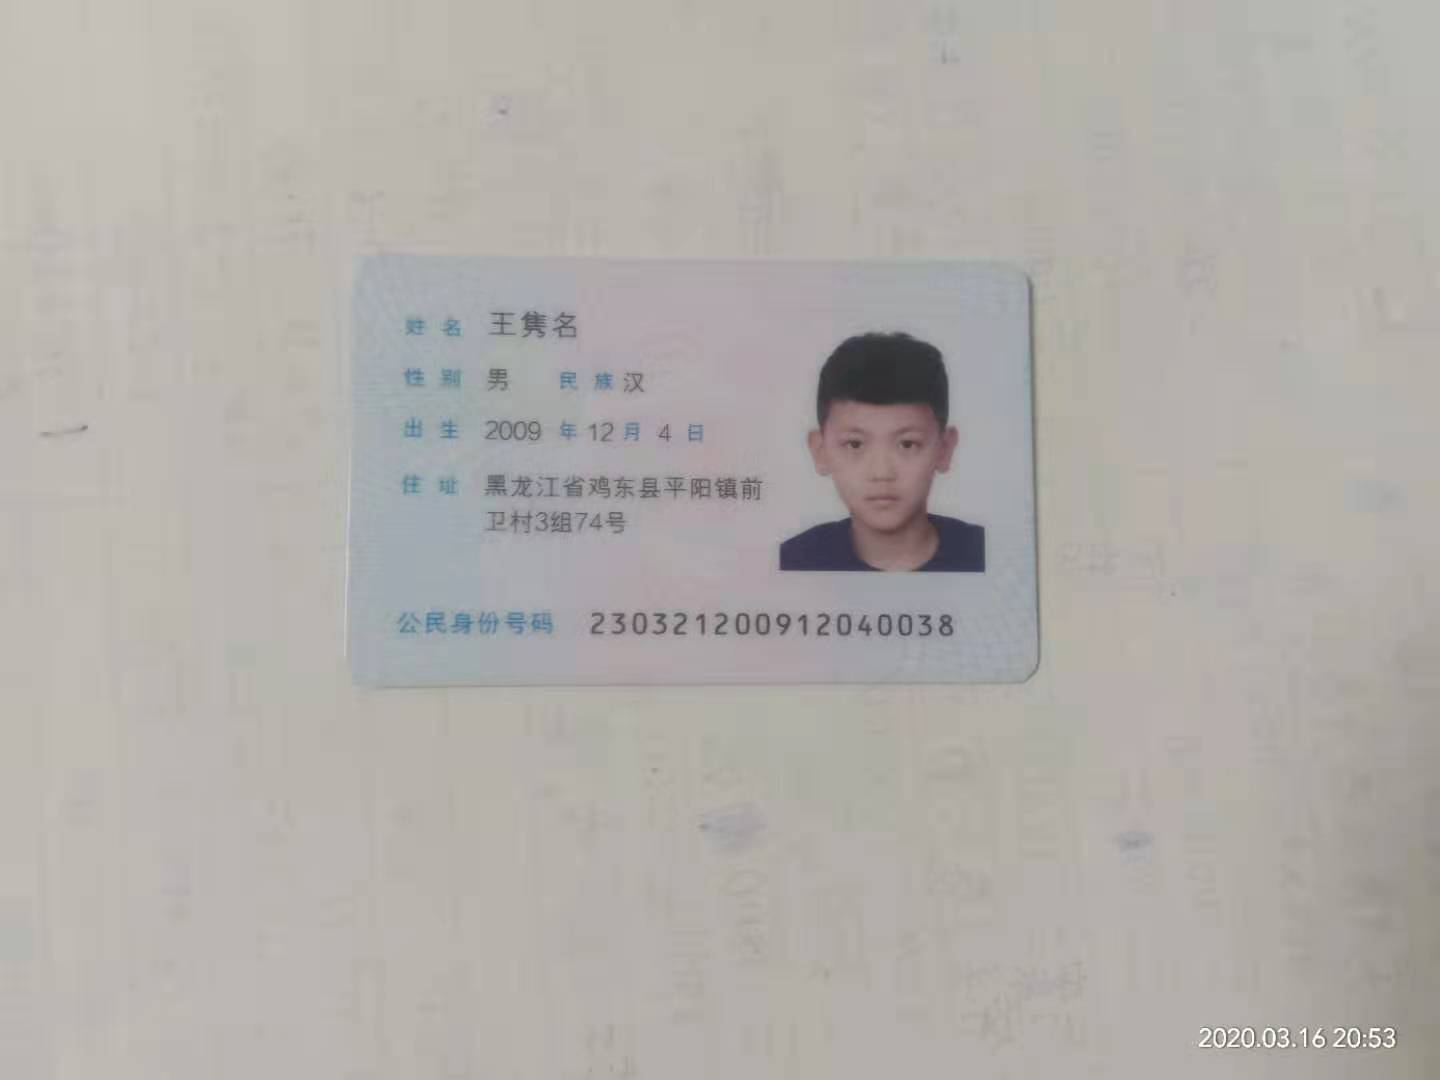 姓名 王隽名
性别 男 民族 汉
出生 2009 年 12 月 4 日
住址 黑龙江省鸡东县平阳镇前
卫村3组74号
公民身份号码 230321200912040038
2020.03.16 20:53